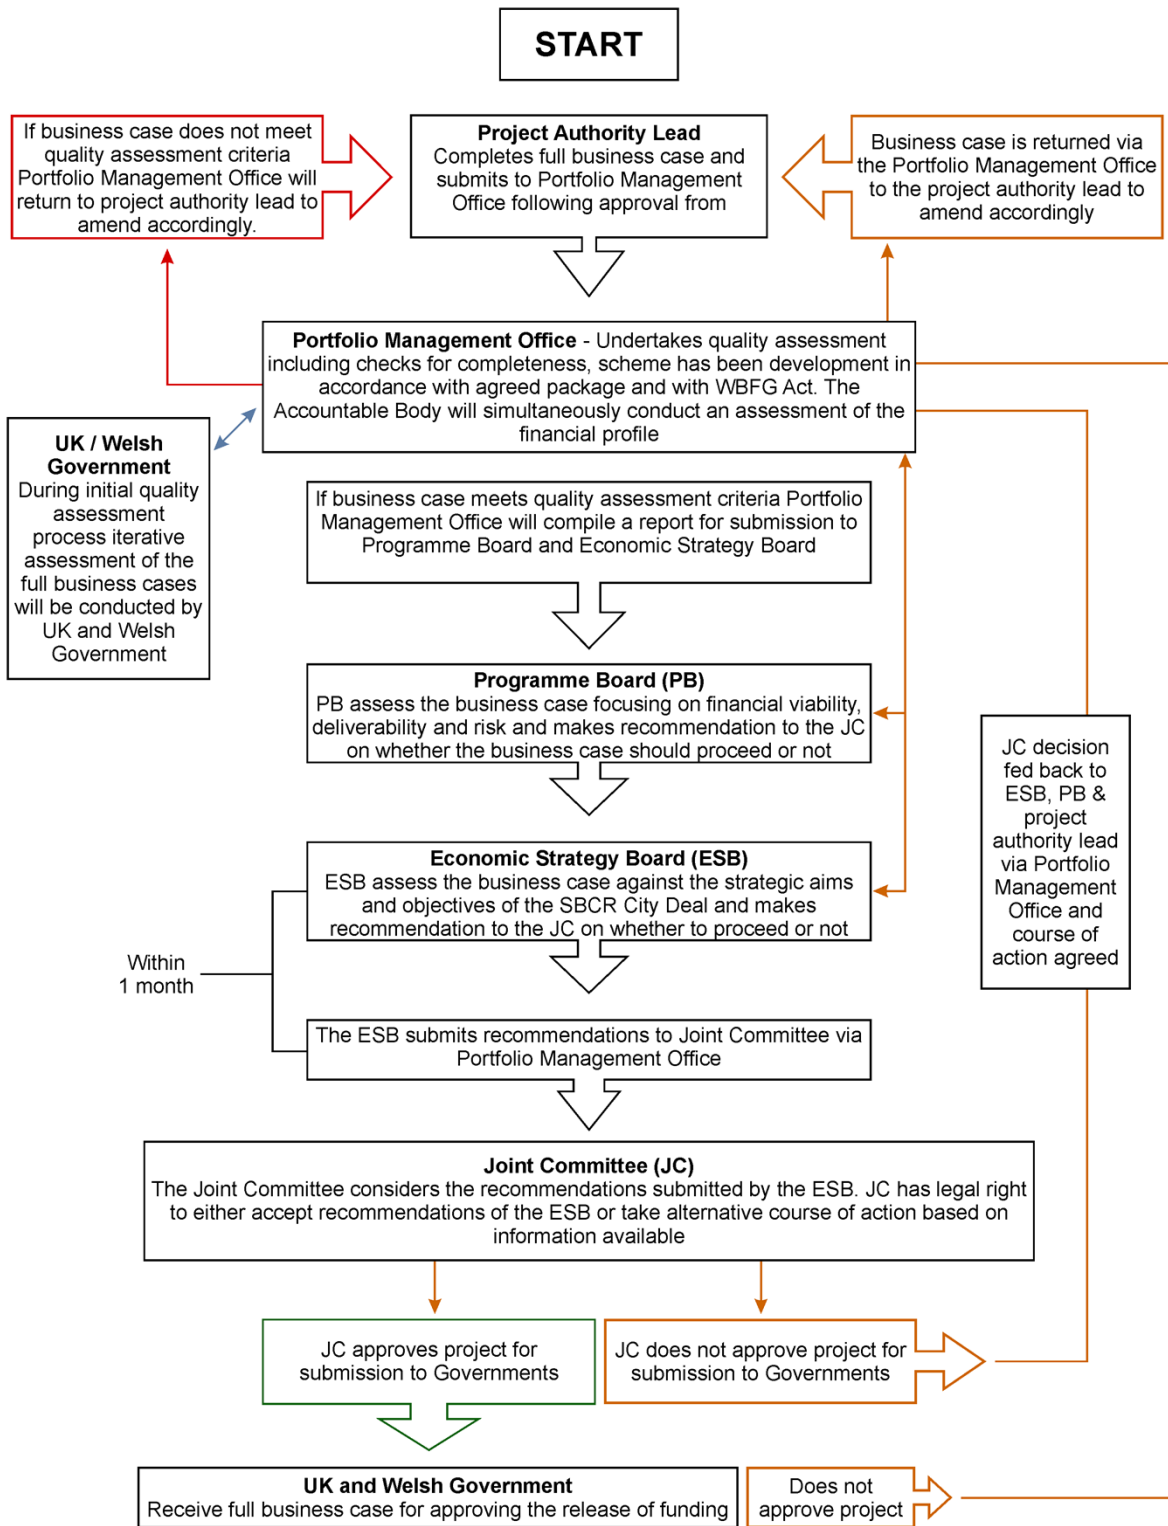 START
If business case does not meet
quality assessment criteria
Portfolio Management Office will
return to project authority lead to
amend accordingly.
Project Authority Lead
Completes full business case and
submits to Portfolio Management
Office following approval from
Business case is returned via
the Portfolio Management Office
to the project authority lead to
amend accordingly
Portfolio Management Office - Undertakes quality assessment
including checks for completeness, scheme has been development in
accordance with agreed package and with WBFG Act. The
Accountable Body will simultaneously conduct an assessment of the
financial profile
UK / Welsh
Government
During initial quality
assessment
process iterative
assessment of the
full business cases
will be conducted by
UK and Welsh
Government
If business case meets quality assessment criteria Portfolio
Management Office will compile a report for submission to
Programme Board and Economic Strategy Board
Programme Board (PB)
PB assess the business case focusing on financial viability,
deliverability and risk and makes recommendation to the JC
on whether the business case should proceed or not
JC decision
fed back to
ESB, PB &
project
authority lead
via Portfolio
Management
Office and
course of
action agreed
Economic Strategy Board (ESB)
ESB assess the business case against the strategic aims
and objectives of the SBCR City Deal and makes
recommendation to the JC on whether to proceed or not
Within
1 month
The ESB submits recommendations to Joint Committee via
Portfolio Management Office
Joint Committee (JC)
The Joint Committee considers the recommendations submitted by the ESB. JC has legal right
to either accept recommendations of the ESB or take alternative course of action based on
information available
JC approves project for
submission to Governments
JC does not approve project for
submission to Governments
UK and Welsh Government
Receive full business case for approving the release of funding
Does not
approve project